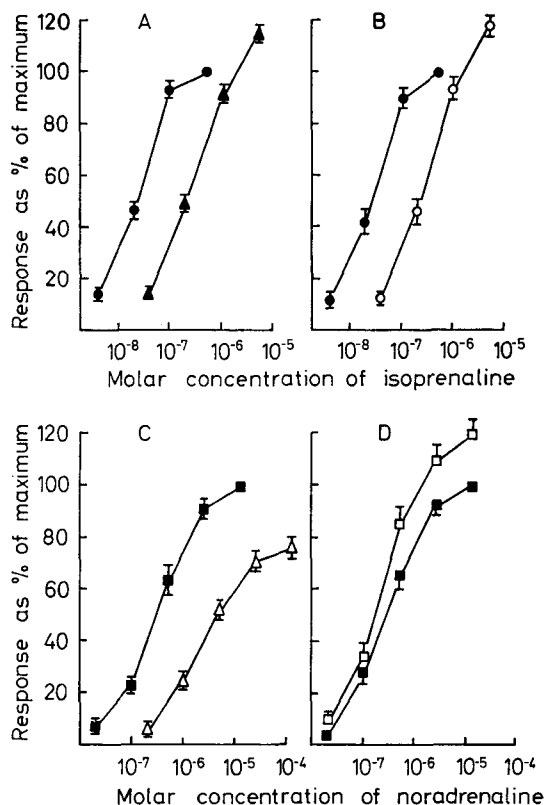 A B
Response as % of maximum
120
100
80
60
40
20
10⁻⁸ 10⁻⁷ 10⁻⁶ 10⁻⁵ 10⁻⁸ 10⁻⁷ 10⁻⁶ 10⁻⁵
Molar concentration of isoprenaline
C D
Response as % of maximum
120
100
80
60
40
20
10⁻⁷ 10⁻⁶ 10⁻⁵ 10⁻⁴ 10⁻⁷ 10⁻⁶ 10⁻⁵ 10⁻⁴
Molar concentration of noradrenaline